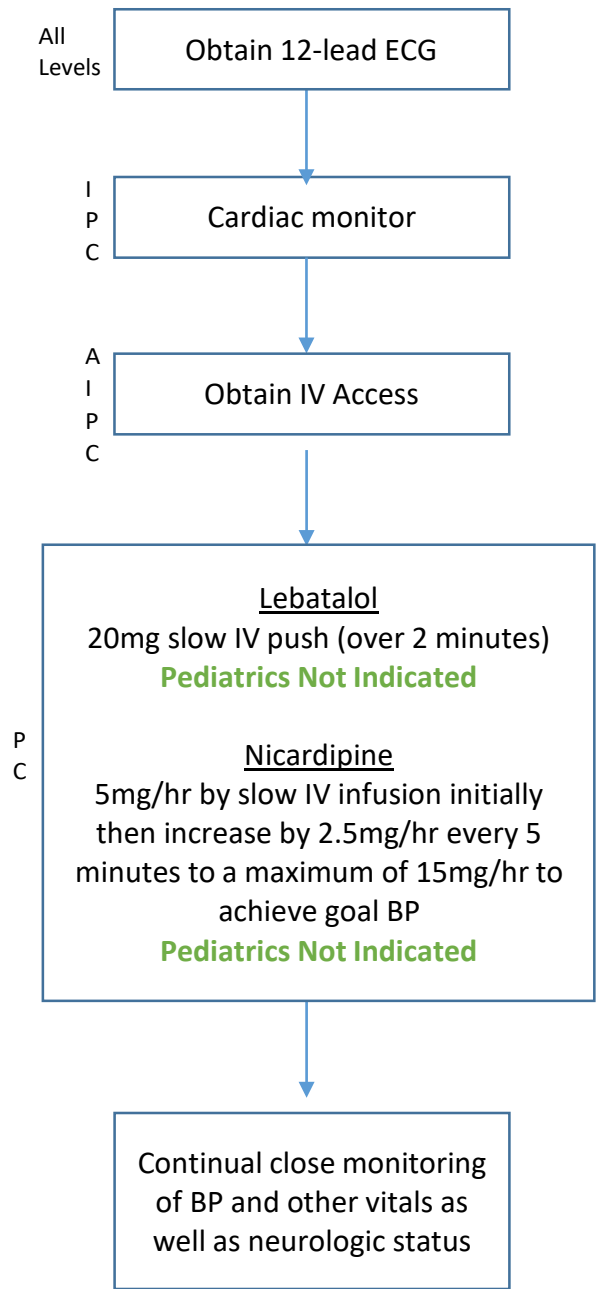 All
Levels
Obtain 12-lead ECG
I
P
C
Cardiac monitor
A
I
P
C
Obtain IV Access
P
C
Lebatalol
20mg slow IV push (over 2 minutes)
Pediatrics Not Indicated
Nicardipine
5mg/hr by slow IV infusion initially
then increase by 2.5mg/hr every 5
minutes to a maximum of 15mg/hr to
achieve goal BP
Pediatrics Not Indicated
Continual close monitoring
of BP and other vitals as
well as neurologic status